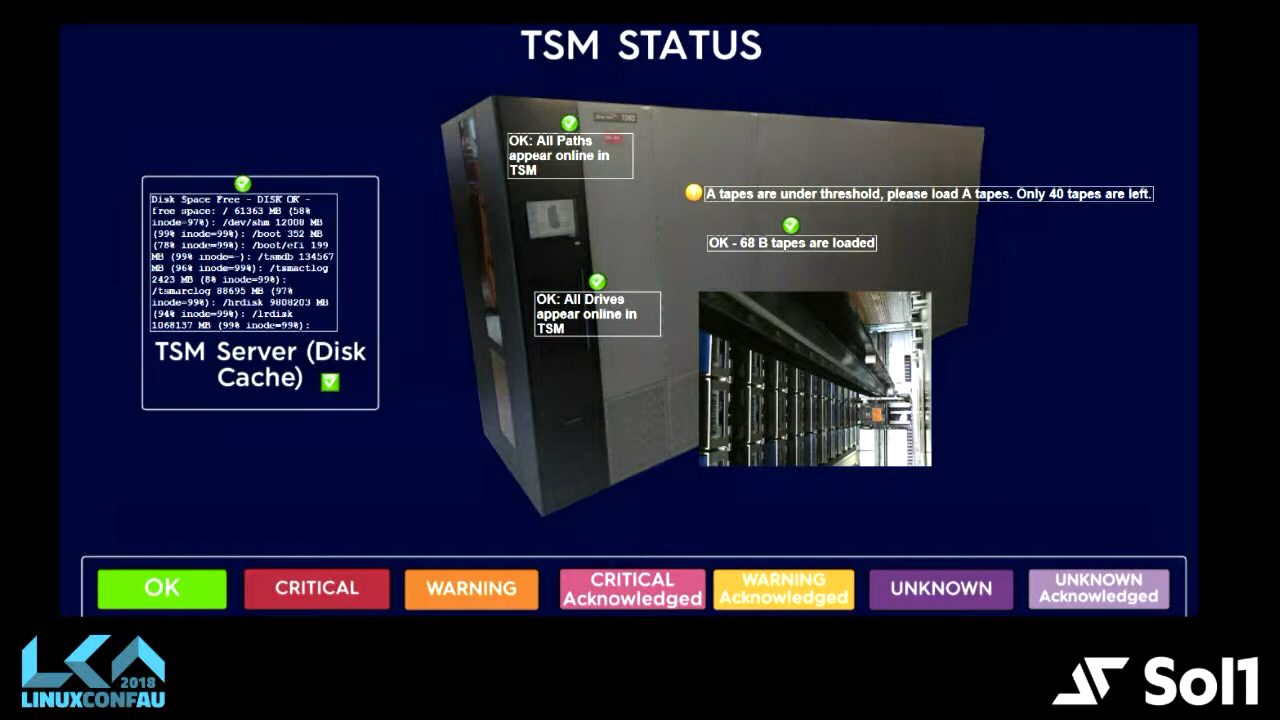 TSM STATUS
OK: All Paths
appear online in
TSM
Disk Space Free - DISK OK -
free space: / 61363 MB (58%
inode=97%): /dev/shm 12008 MB
(99% inode=99%): /boot 352 MB
(78% inode=99%): /boot/efi 199
MB (99% inode=-): /tsmdb 134567
MB (96% inode=99%): /tsmactlog
2423 MB (8% inode=99%):
/tsmarclog 88695 MB (97%
inode=99%): /hrdisk 9808203 MB
(94% inode=99%): /lrdisk
1068137 MB (99% inode=99%):
TSM Server (Disk
Cache)
A tapes are under threshold, please load A tapes. Only 40 tapes are left.
OK - 68 B tapes are loaded
OK: All Drives
appear online in
TSM
OK
CRITICAL
WARNING
CRITICAL
Acknowledged
WARNING
Acknowledged
UNKNOWN
UNKNOWN
Acknowledged
LCA
2018
LINUXCONFAU
Sol1